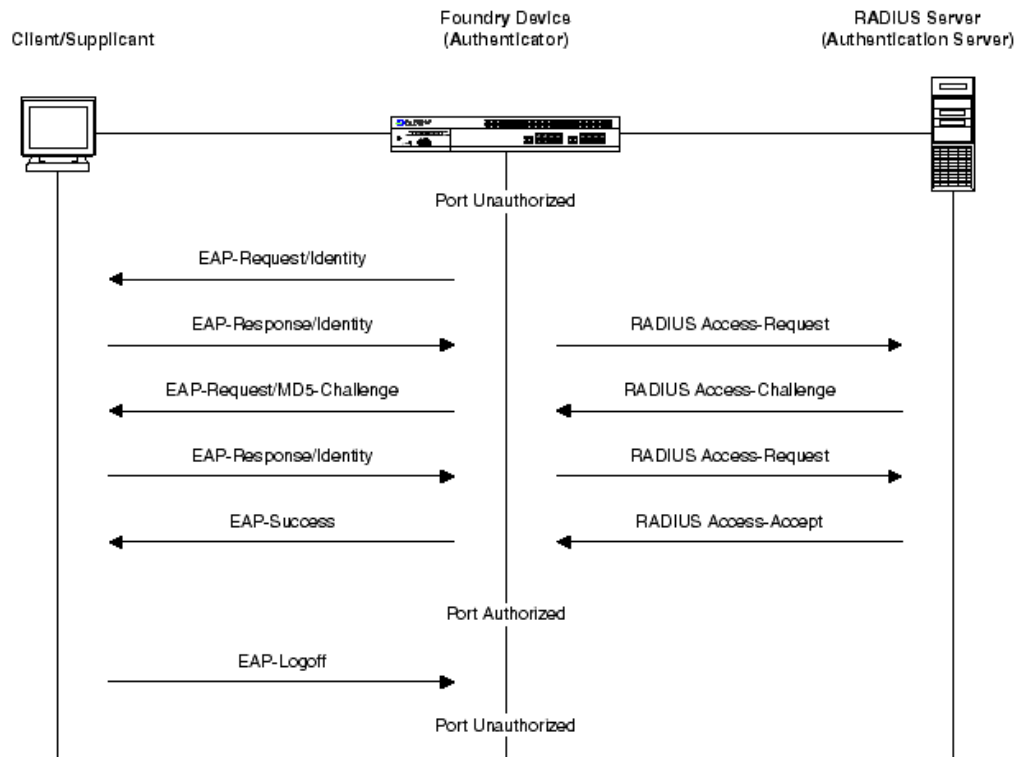 Client/Supplicant
Foundry Device
(Authenticator)
RADIUS Server
(Authentication Server)
Port Unauthorized
EAP-Request/Identity
EAP-Response/Identity
RADIUS Access-Request
EAP-Request/MD5-Challenge
RADIUS Access-Challenge
EAP-Response/Identity
RADIUS Access-Request
EAP-Success
RADIUS Access-Accept
Port Authorized
EAP-Logoff
Port Unauthorized